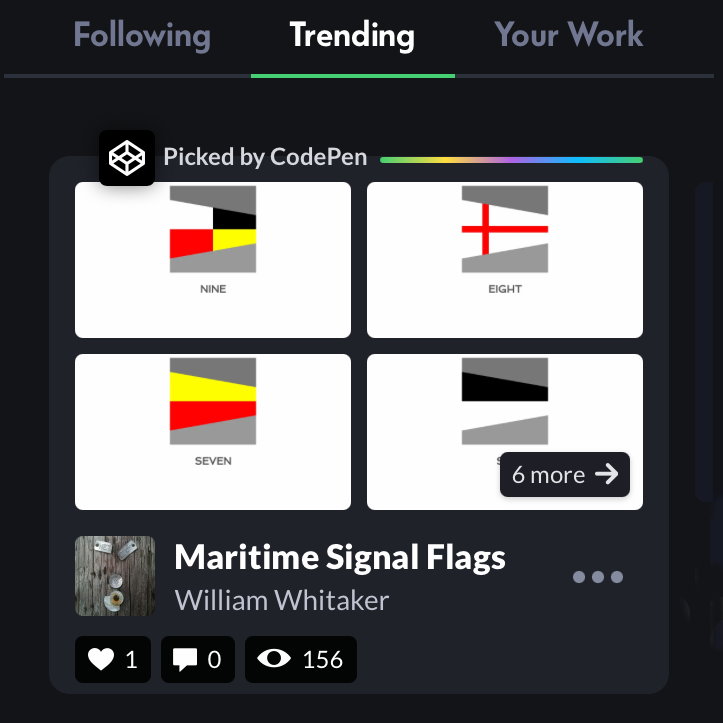 Following Trending Your Work
Picked by CodePen
NINE
EIGHT
SEVEN
6 more
Maritime Signal Flags
William Whitaker
1 0 156